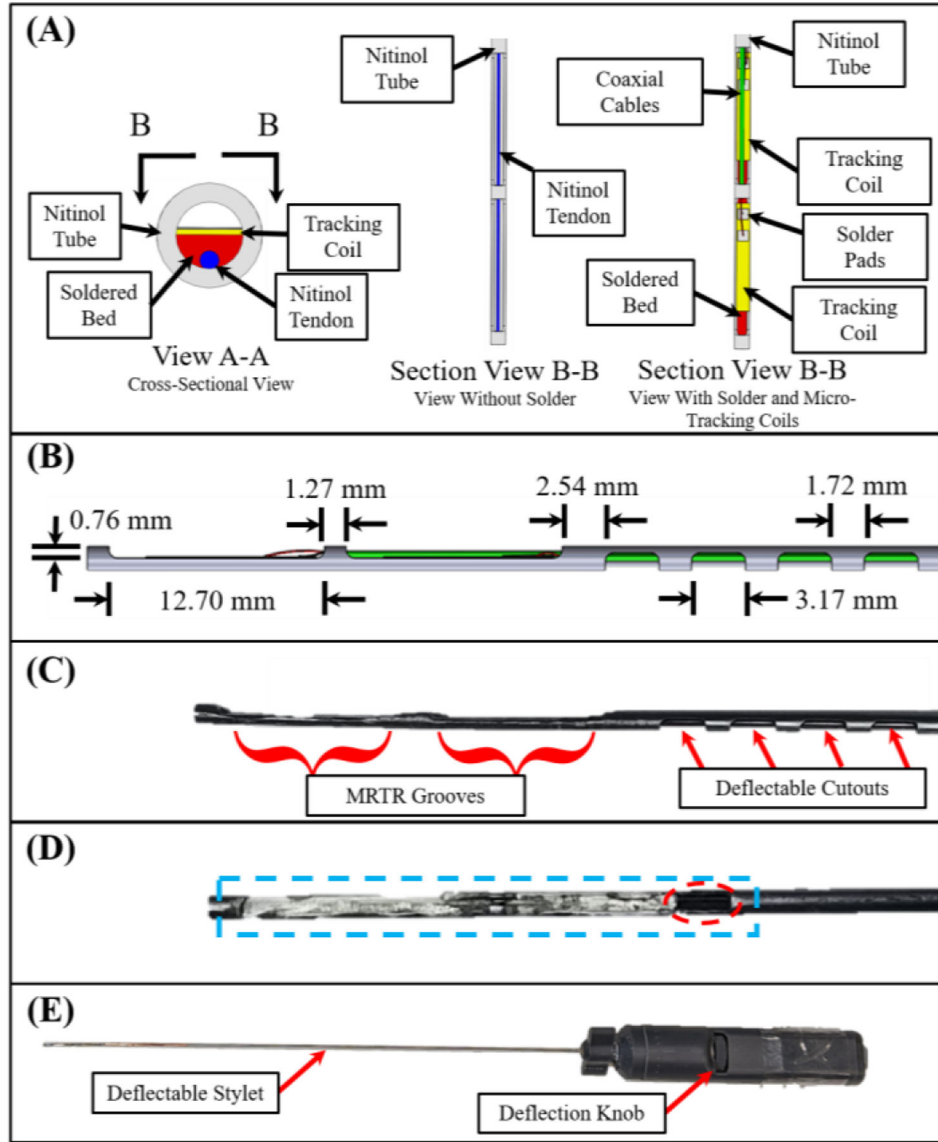 (A)
B B
Nitinol
Tube
Tracking
Coil
Soldered
Bed
Nitinol
Tendon
View A-A
Cross-Sectional View
Nitinol
Tube
Nitinol
Tendon
Section View B-B
View Without Solder
Coaxial
Cables
Nitinol
Tube
Tracking
Coil
Solder
Pads
Soldered
Bed
Tracking
Coil
Section View B-B
View With Solder and Micro-
Tracking Coils
(B)
0.76 mm
1.27 mm
2.54 mm
1.72 mm
12.70 mm
3.17 mm
(C)
MRTR Grooves
Deflectable Cutouts
(D)
(E)
Deflectable Stylet
Deflection Knob